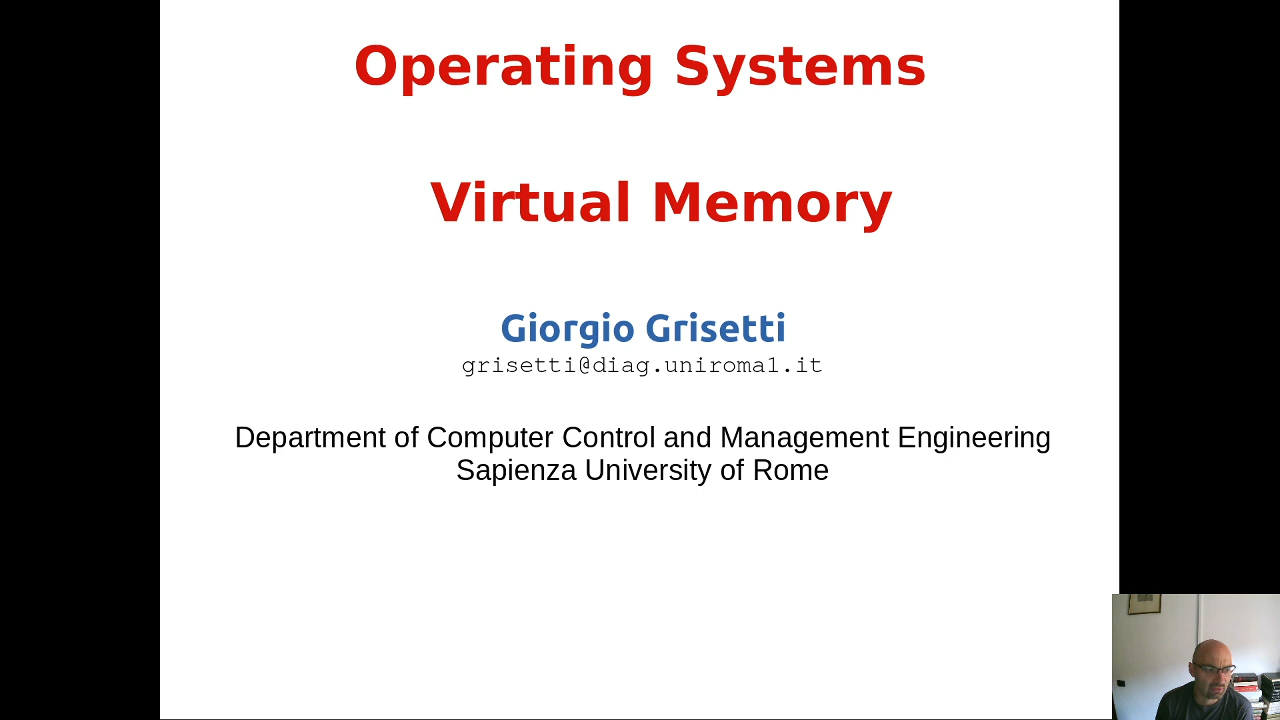 Operating Systems
Virtual Memory
Giorgio Grisetti
grisetti@diag.uniroma1.it
Department of Computer Control and Management Engineering
Sapienza University of Rome